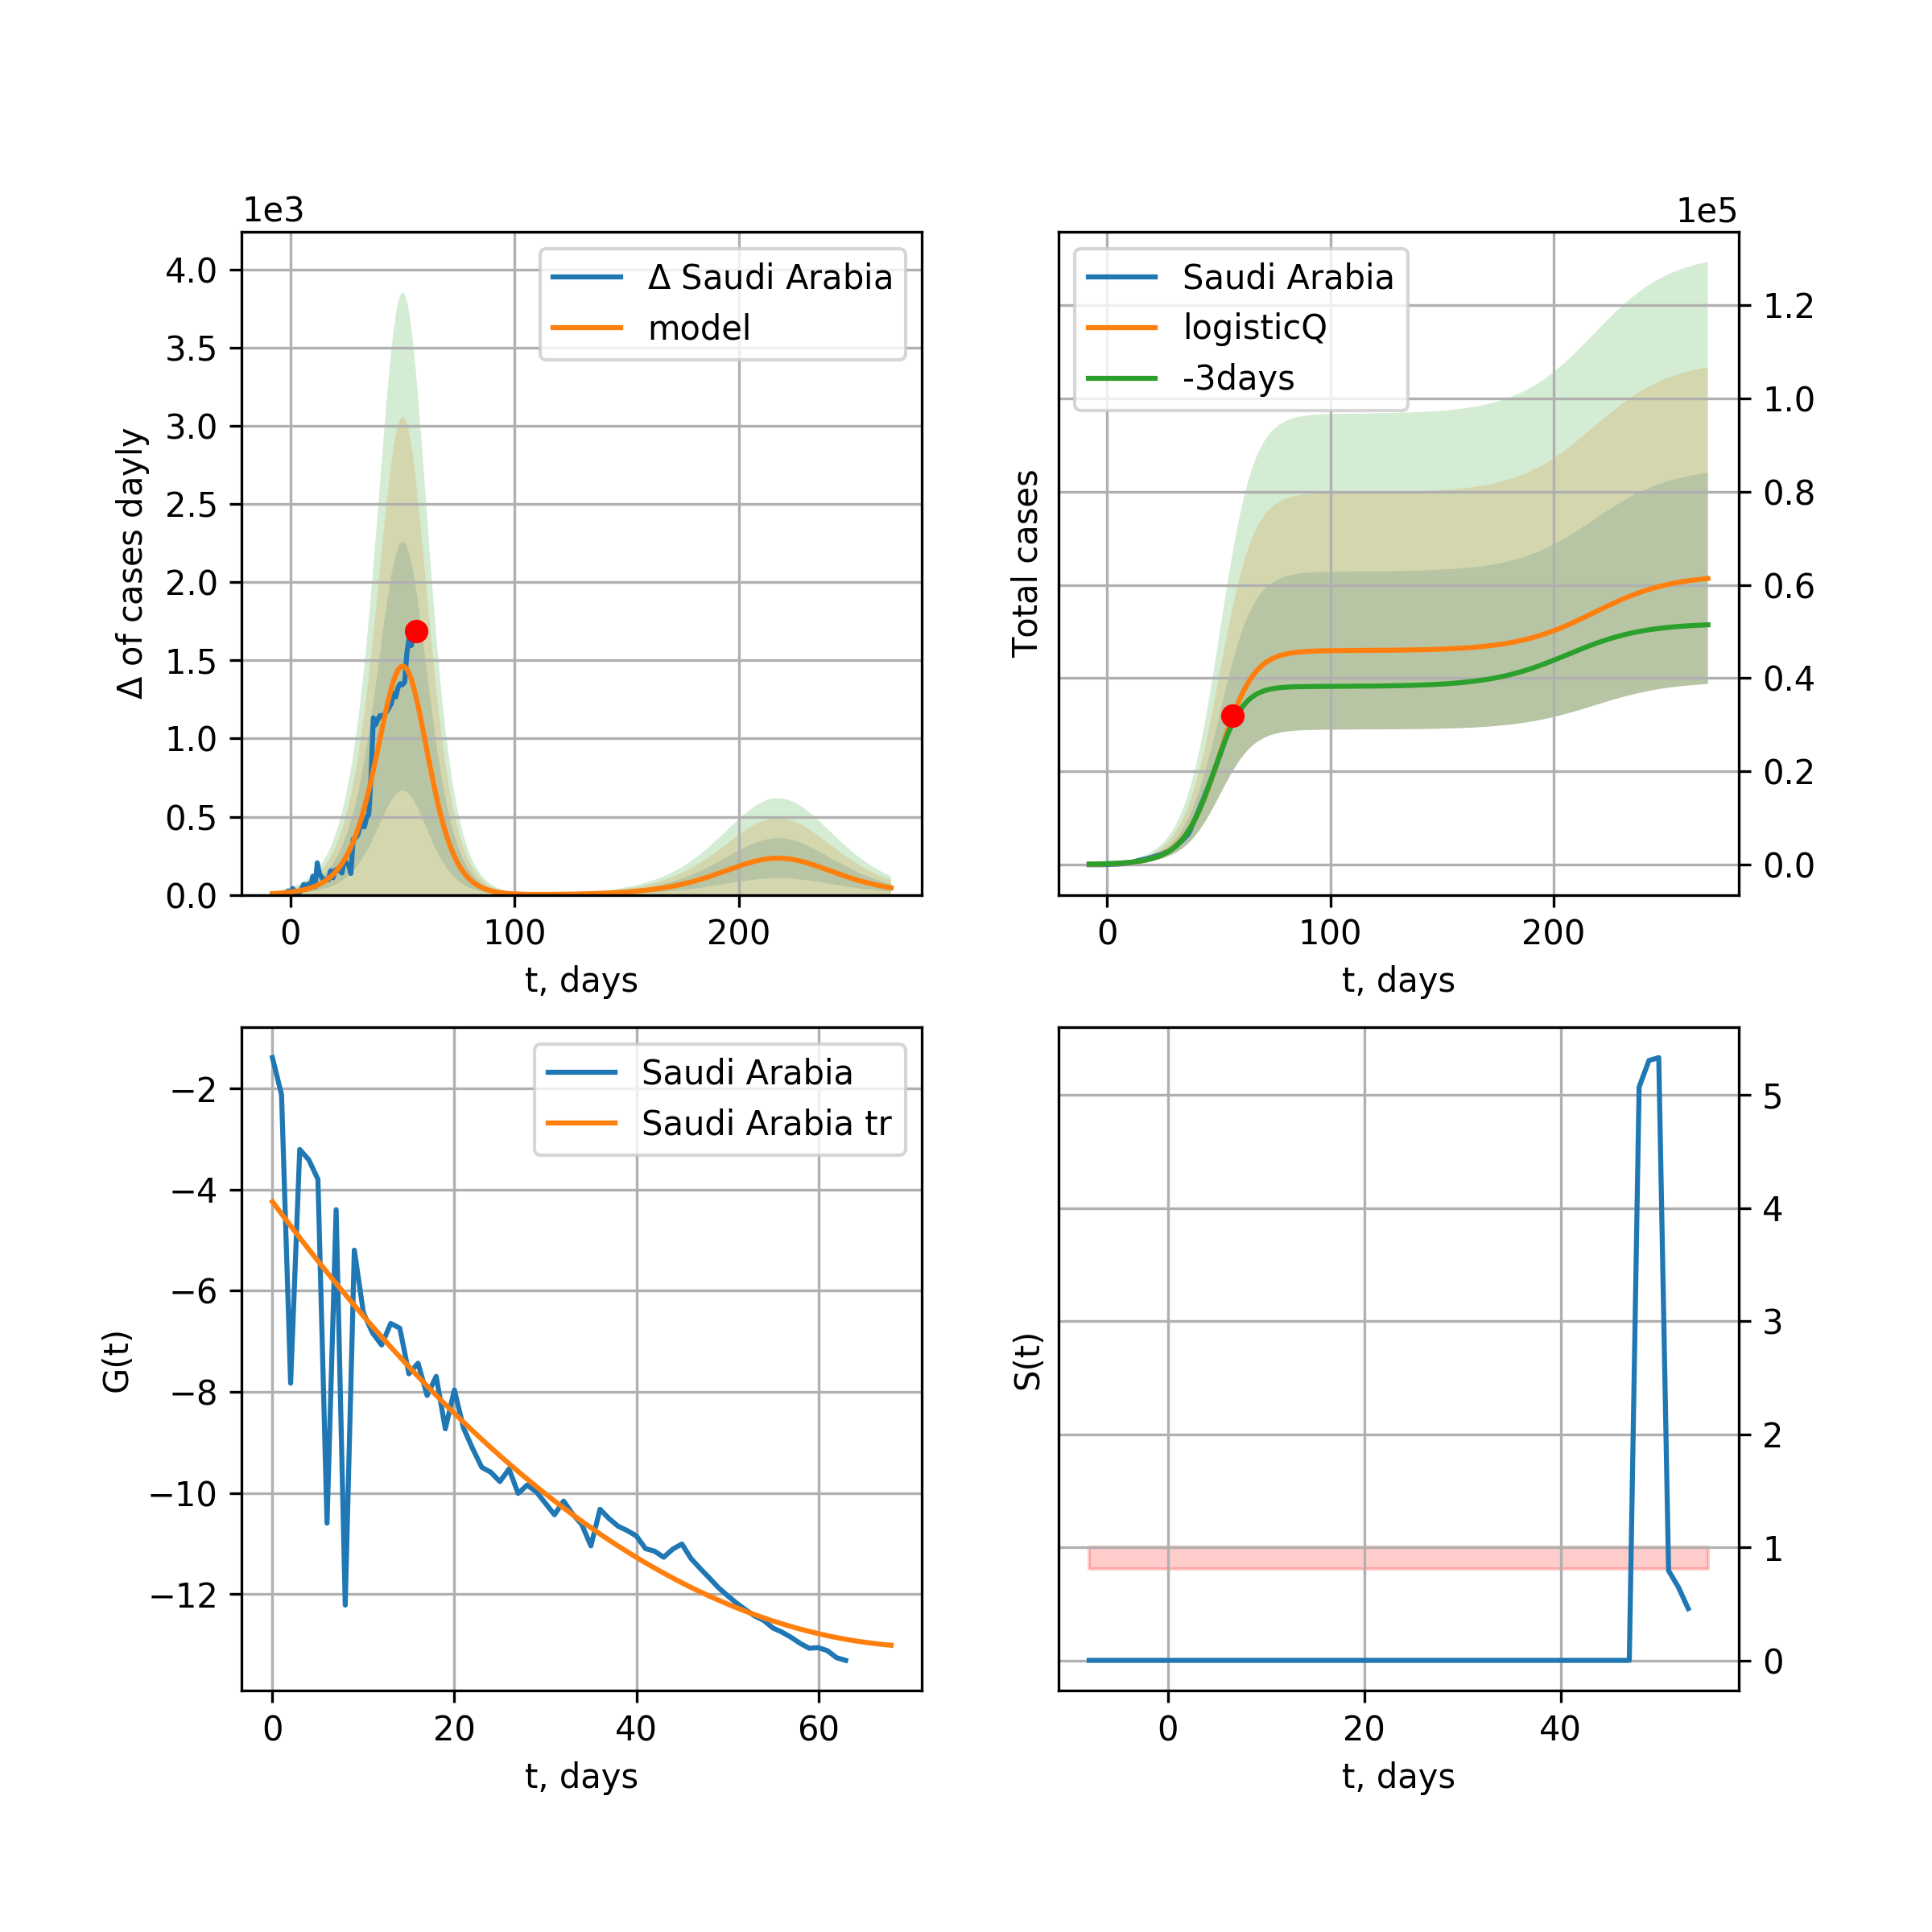 1e3
4.0
3.5
3.0
2.5
2.0
1.5
1.0
0.5
0.0
Δ of cases dayly
Δ Saudi Arabia
model
0
100
200
t, days
1e5
Total cases
Saudi Arabia
logisticQ
-3days
1.2
1.0
0.8
0.6
0.4
0.2
0.0
0
100
200
t, days
−2
−4
−6
−8
−10
−12
G(t)
Saudi Arabia
Saudi Arabia tr
0
20
40
60
t, days
S(t)
5
4
3
2
1
0
0
20
40
t, days